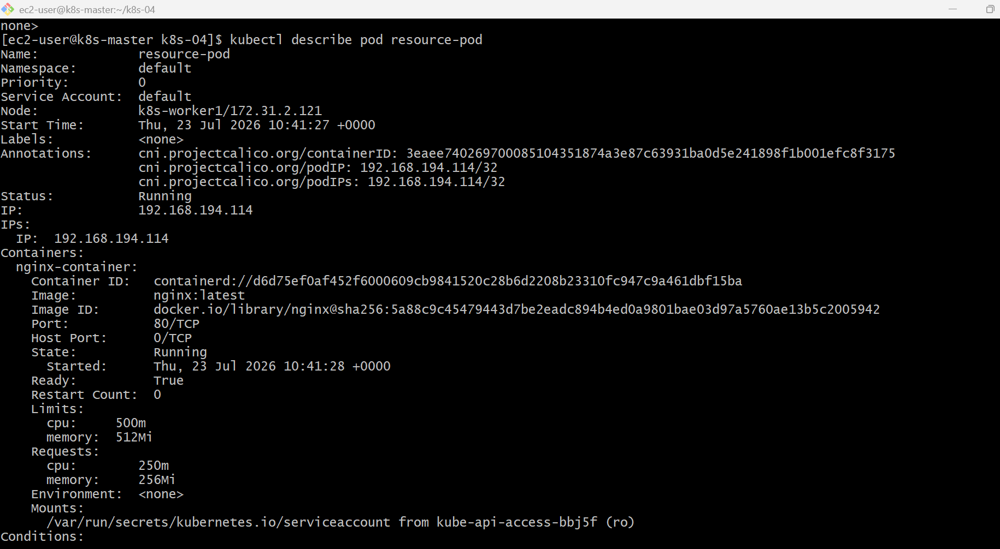 ec2-user@k8s-master:~/k8s-04
none>
[ec2-user@k8s-master k8s-04]$ kubectl describe pod resource-pod
Name:             resource-pod
Namespace:        default
Priority:         0
Service Account:  default
Node:             k8s-worker1/172.31.2.121
Start Time:       Thu, 23 Jul 2026 10:41:27 +0000
Labels:           <none>
Annotations:      cni.projectcalico.org/containerID: 3eaee740269700085104351874a3e87c63931ba0d5e241898f1b001efc8f3175
                  cni.projectcalico.org/podIP: 192.168.194.114/32
                  cni.projectcalico.org/podIPs: 192.168.194.114/32
Status:           Running
IP:               192.168.194.114
IPs:
  IP:  192.168.194.114
Containers:
  nginx-container:
    Container ID:   containerd://d6d75ef0af452f6000609cb9841520c28b6d2208b23310fc947c9a461dbf15ba
    Image:          nginx:latest
    Image ID:       docker.io/library/nginx@sha256:5a88c9c45479443d7be2eadc894b4ed0a9801bae03d97a5760ae13b5c2005942
    Port:           80/TCP
    Host Port:      0/TCP
    State:          Running
      Started:      Thu, 23 Jul 2026 10:41:28 +0000
    Ready:          True
    Restart Count:  0
    Limits:
      cpu:     500m
      memory:  512Mi
    Requests:
      cpu:        250m
      memory:     256Mi
    Environment:  <none>
    Mounts:
      /var/run/secrets/kubernetes.io/serviceaccount from kube-api-access-bbj5f (ro)
Conditions: